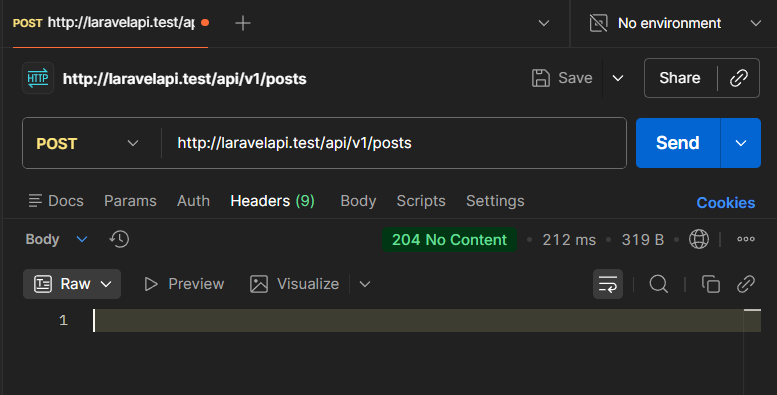 POST http://laravelapi.test/ap No environment
HTTP http://laravelapi.test/api/v1/posts Save Share
POST http://laravelapi.test/api/v1/posts Send
Docs Params Auth Headers (9) Body Scripts Settings Cookies
Body 204 No Content • 212 ms • 319 B •
Raw Preview Visualize
1